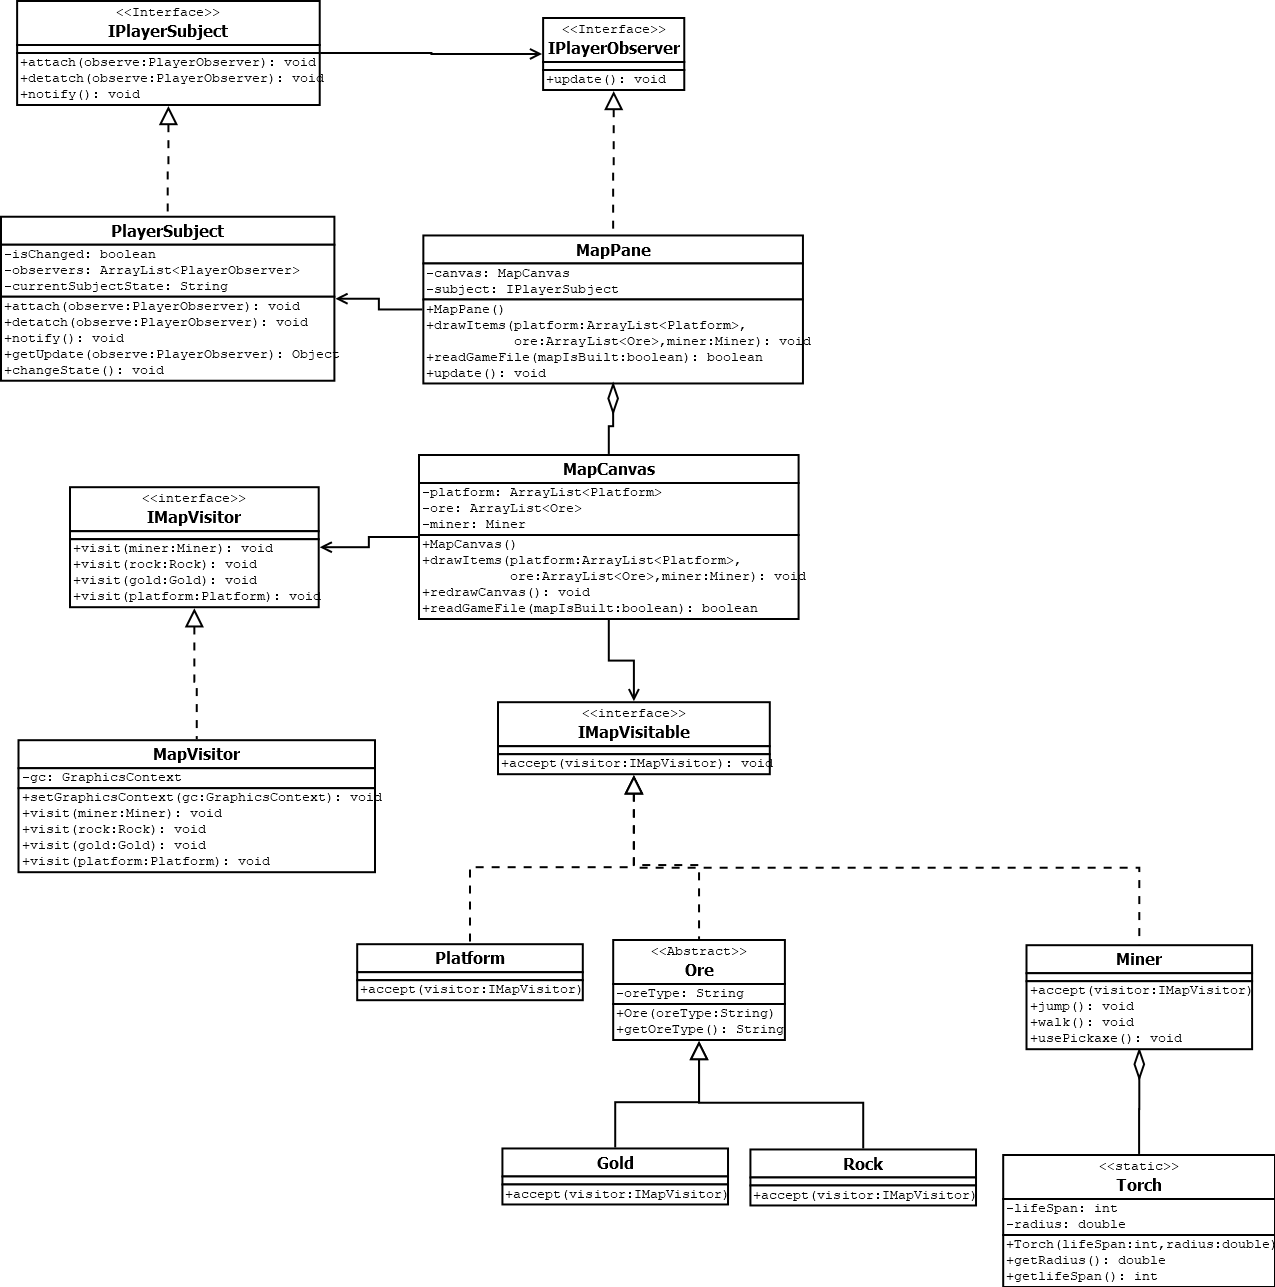 <<Interface>>
IPlayerSubject
+attach(observe:PlayerObserver): void
+detatch(observe:PlayerObserver): void
+notify(): void
<<Interface>>
IPlayerObserver
+update(): void
PlayerSubject
-isChanged: boolean
-observers: ArrayList<PlayerObserver>
-currentSubjectState: String
+attach(observe:PlayerObserver): void
+detatch(observe:PlayerObserver): void
+notify(): void
+getUpdate(observe:PlayerObserver): Object
+changeState(): void
MapPane
-canvas: MapCanvas
-subject: IPlayerSubject
+MapPane()
+drawItems(platform:ArrayList<Platform>,
ore:ArrayList<Ore>,miner:Miner): void
+readGameFile(mapIsBuilt:boolean): boolean
+update(): void
MapCanvas
-platform: ArrayList<Platform>
-ore: ArrayList<Ore>
-miner: Miner
+MapCanvas()
+drawItems(platform:ArrayList<Platform>,
ore:ArrayList<Ore>,miner:Miner): void
+redrawCanvas(): void
+readGameFile(mapIsBuilt:boolean): boolean
<<interface>>
IMapVisitor
+visit(miner:Miner): void
+visit(rock:Rock): void
+visit(gold:Gold): void
+visit(platform:Platform): void
MapVisitor
-gc: GraphicsContext
+setGraphicsContext(gc:GraphicsContext): void
+visit(miner:Miner): void
+visit(rock:Rock): void
+visit(gold:Gold): void
+visit(platform:Platform): void
<<interface>>
IMapVisitable
+accept(visitor:IMapVisitor): void
Platform
+accept(visitor:IMapVisitor)
<<Abstract>>
Ore
-oreType: String
+Ore(oreType:String)
+getOreType(): String
Miner
+accept(visitor:IMapVisitor)
+jump(): void
+walk(): void
+usePickaxe(): void
Gold
+accept(visitor:IMapVisitor)
Rock
+accept(visitor:IMapVisitor)
<<static>>
Torch
-lifeSpan: int
-radius: double
+Torch(lifeSpan:int,radius:double)
+getRadius(): double
+getlifeSpan(): int